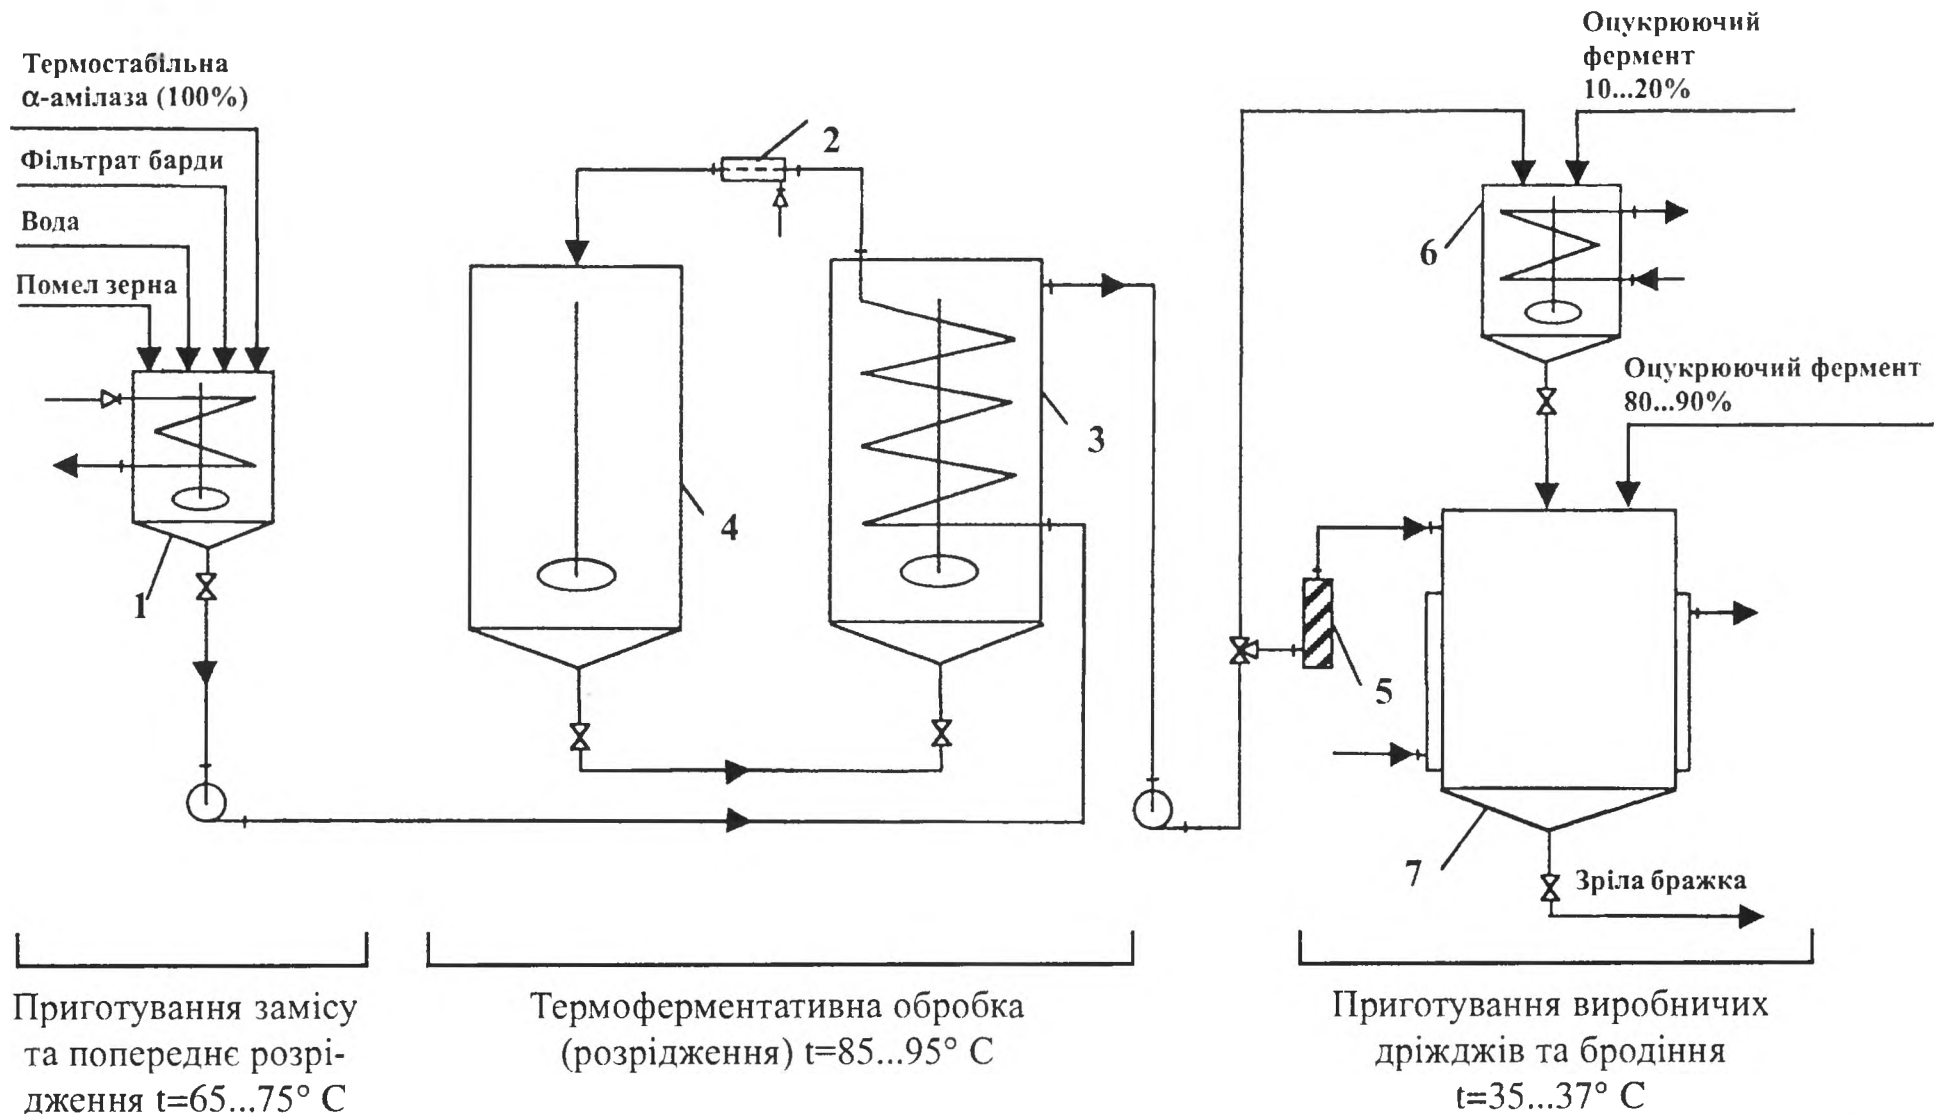 Термостабільна
α-амілаза (100%)
Фільтрат барди
Вода
Помел зерна
1
2
3
4
Оцукрюючий
фермент
10...20%
6
Оцукрюючий фермент
80...90%
5
7
Зріла бражка
Приготування замісу
та попереднє розрі-
дження t=65...75° C
Термоферментативна обробка
(розрідження) t=85...95° C
Приготування виробничих
дріжджів та бродіння
t=35...37° C